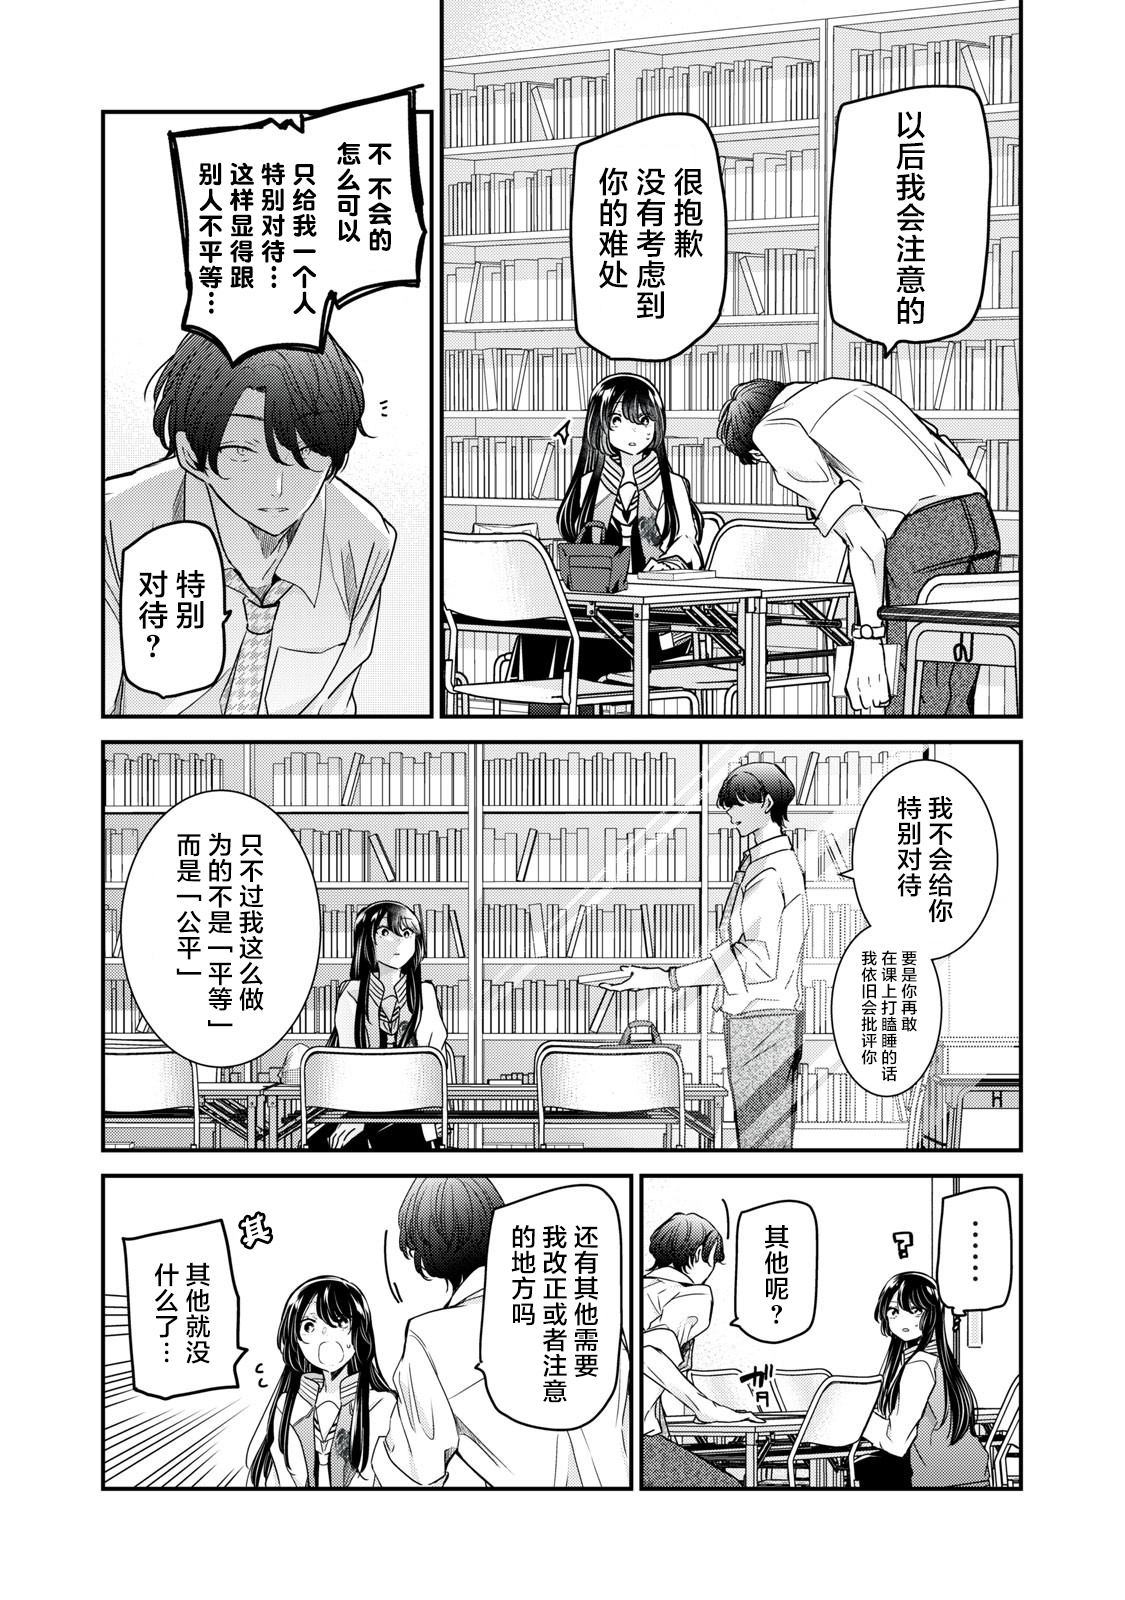 以后我会注意的
很抱歉
没有考虑到
你的难处
不 不会的
怎么可以
只给我一个人
特别对待…
这样显得跟
别人不平等…
特别
对待?
我不会给你
特别对待
要是你再敢
在课上打瞌睡的话
我依旧会批评你
只不过我这么做
为的不是「平等」
而是「公平」
……
?
其他呢?
ガタ
还有其他需要
我改正或者注意
的地方吗
其
其他就没
什么了…